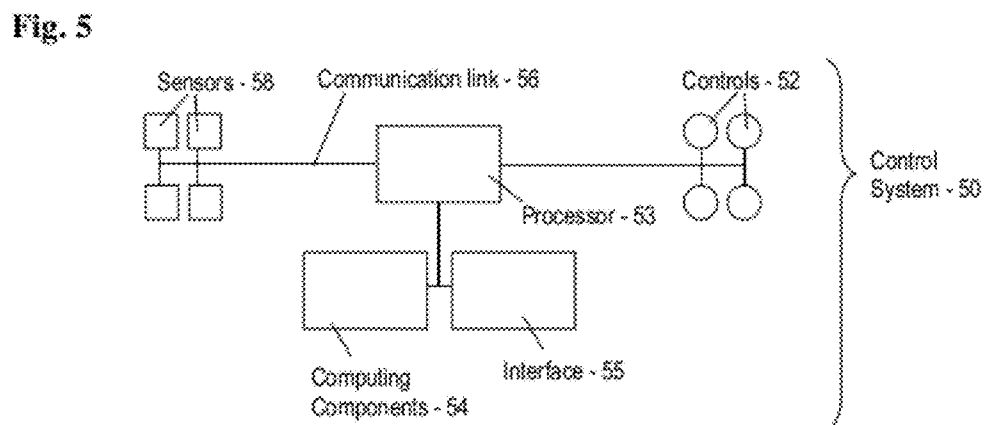 Fig. 5
Sensors - 58
Communication link - 56
Controls - 52
Control
System - 50
Processor - 53
Interface - 55
Computing
Components - 54